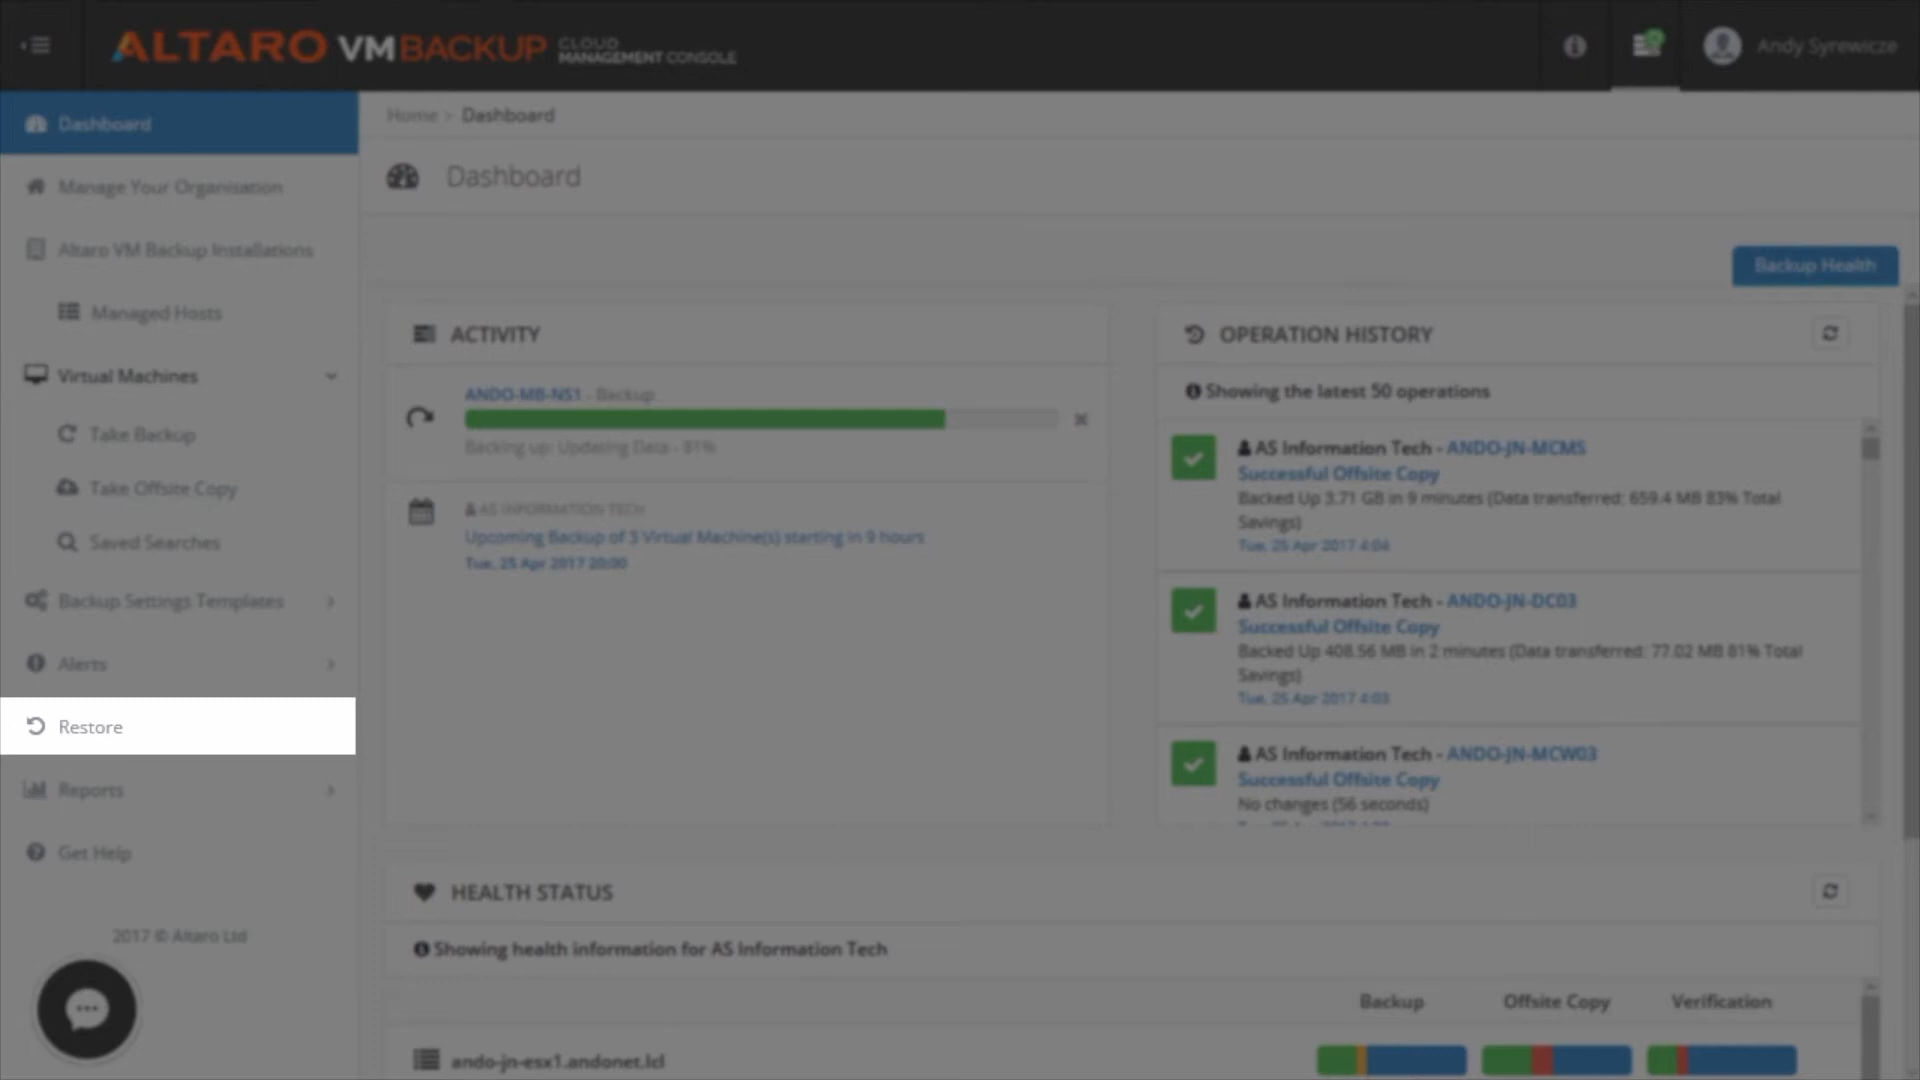 ALTARO VM BACKUP CLOUD MANAGEMENT CONSOLE
Andy Syrewicze
Dashboard
Manage Your Organisation
Altaro VM Backup Installations
Managed Hosts
Virtual Machines
Take Backup
Take Offsite Copy
Saved Searches
Backup Settings Templates
Alerts
Restore
Reports
Get Help
2017 © Altaro Ltd
Home > Dashboard
Dashboard
Backup Health
ACTIVITY
ANDO-MB-NS1 - Backup
Backing up: Updating Data - 81%
AS INFORMATION TECH
Upcoming Backup of 3 Virtual Machine(s) starting in 9 hours
Tue, 25 Apr 2017 20:00
OPERATION HISTORY
Showing the latest 50 operations
AS Information Tech - ANDO-JN-MCMS
Successful Offsite Copy
Backed Up 3.71 GB in 9 minutes (Data transferred: 659.4 MB 83% Total
Savings)
Tue, 25 Apr 2017 4:04
AS Information Tech - ANDO-JN-DC03
Successful Offsite Copy
Backed Up 408.56 MB in 2 minutes (Data transferred: 77.02 MB 81% Total
Savings)
Tue, 25 Apr 2017 4:03
AS Information Tech - ANDO-JN-MCW03
Successful Offsite Copy
No changes (56 seconds)
HEALTH STATUS
Showing health information for AS Information Tech
Backup Offsite Copy Verification
ando-jn-esx1.andonet.lcl